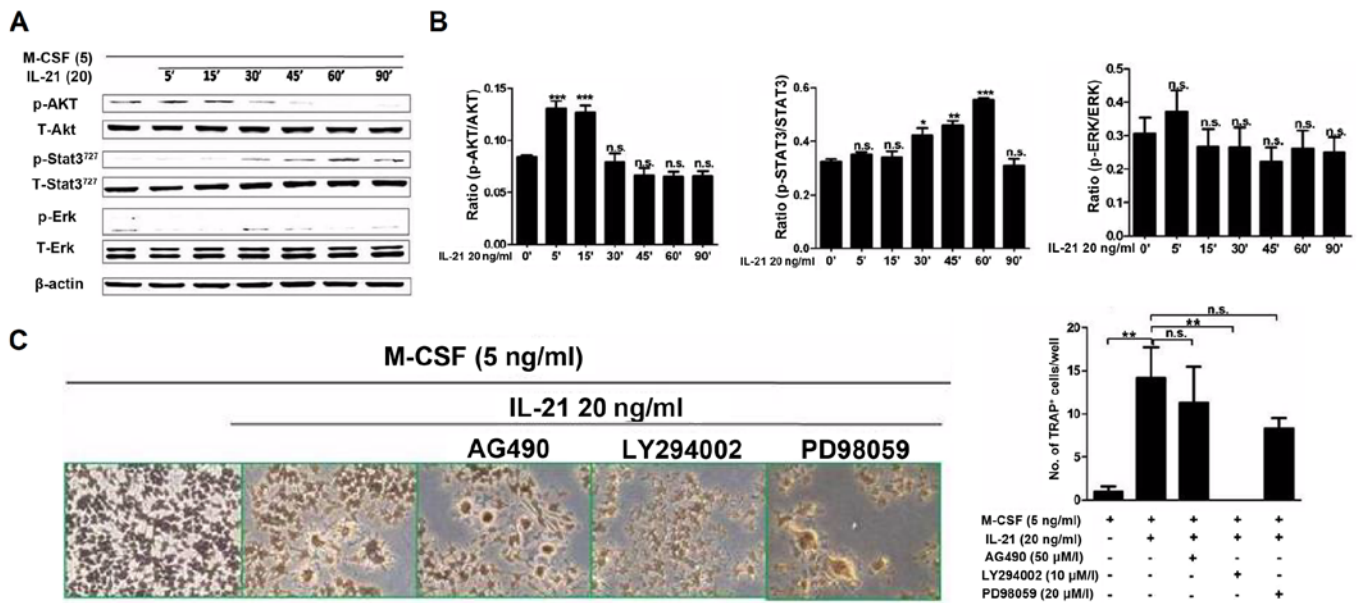 A
M-CSF (5)
IL-21 (20) 5' 15' 30' 45' 60' 90'
p-AKT
T-Akt
p-Stat3⁷²⁷
T-Stat3⁷²⁷
p-Erk
T-Erk
β-actin
B
Ratio (p-AKT/AKT)
0.15
0.10
0.05
0.00
*** *** n.s. n.s. n.s. n.s.
IL-21 20 ng/ml 0' 5' 15' 30' 45' 60' 90'
Ratio (p-STAT3/STAT3)
0.6
0.4
0.2
0.0
n.s. n.s. * ** *** n.s.
IL-21 20 ng/ml 0' 5' 15' 30' 45' 60' 90'
Ratio (p-ERK/ERK)
0.5
0.4
0.3
0.2
0.1
0.0
n.s. n.s. n.s. n.s. n.s. n.s.
IL-21 20 ng/ml 0' 5' 15' 30' 45' 60' 90'
C
M-CSF (5 ng/ml)
IL-21 20 ng/ml
AG490 LY294002 PD98059
No. of TRAP⁺ cells/well
20
15
10
5
0
n.s.
**
** n.s.
M-CSF (5 ng/ml) + + + + +
IL-21 (20 ng/ml) - + + + +
AG490 (50 μM/l) - - + - -
LY294002 (10 μM/l) - - - + -
PD98059 (20 μM/l) - - - - +